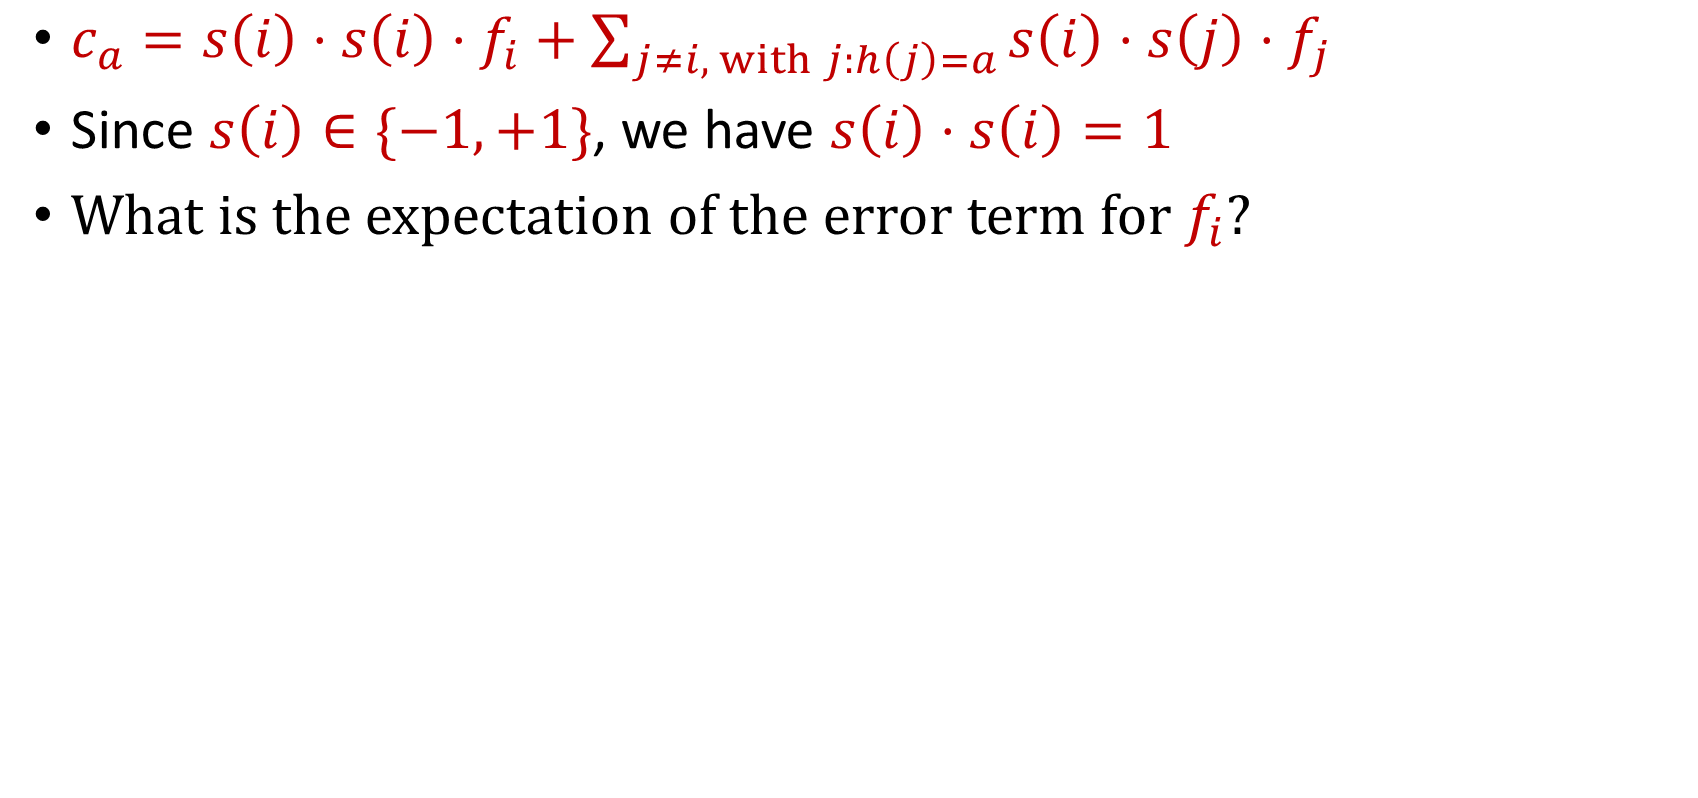 • c_a = s(i) · s(i) · f_i + ∑_{j≠i, with j:h(j)=a} s(i) · s(j) · f_j
• Since s(i) ∈ {−1, +1}, we have s(i) · s(i) = 1
• What is the expectation of the error term for f_i?